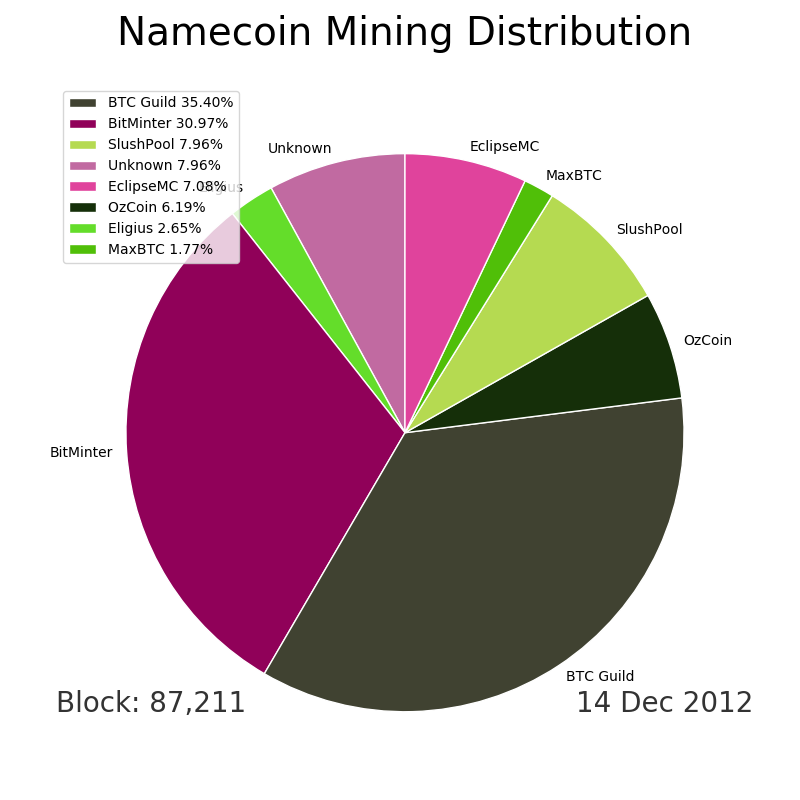 Namecoin Mining Distribution
BTC Guild 35.40%
BitMinter 30.97%
SlushPool 7.96%
Unknown 7.96%
EclipseMC 7.08%
OzCoin 6.19%
Eligius 2.65%
MaxBTC 1.77%
Unknown
EclipseMC
MaxBTC
Eligius
SlushPool
OzCoin
BitMinter
BTC Guild
Block: 87,211
14 Dec 2012